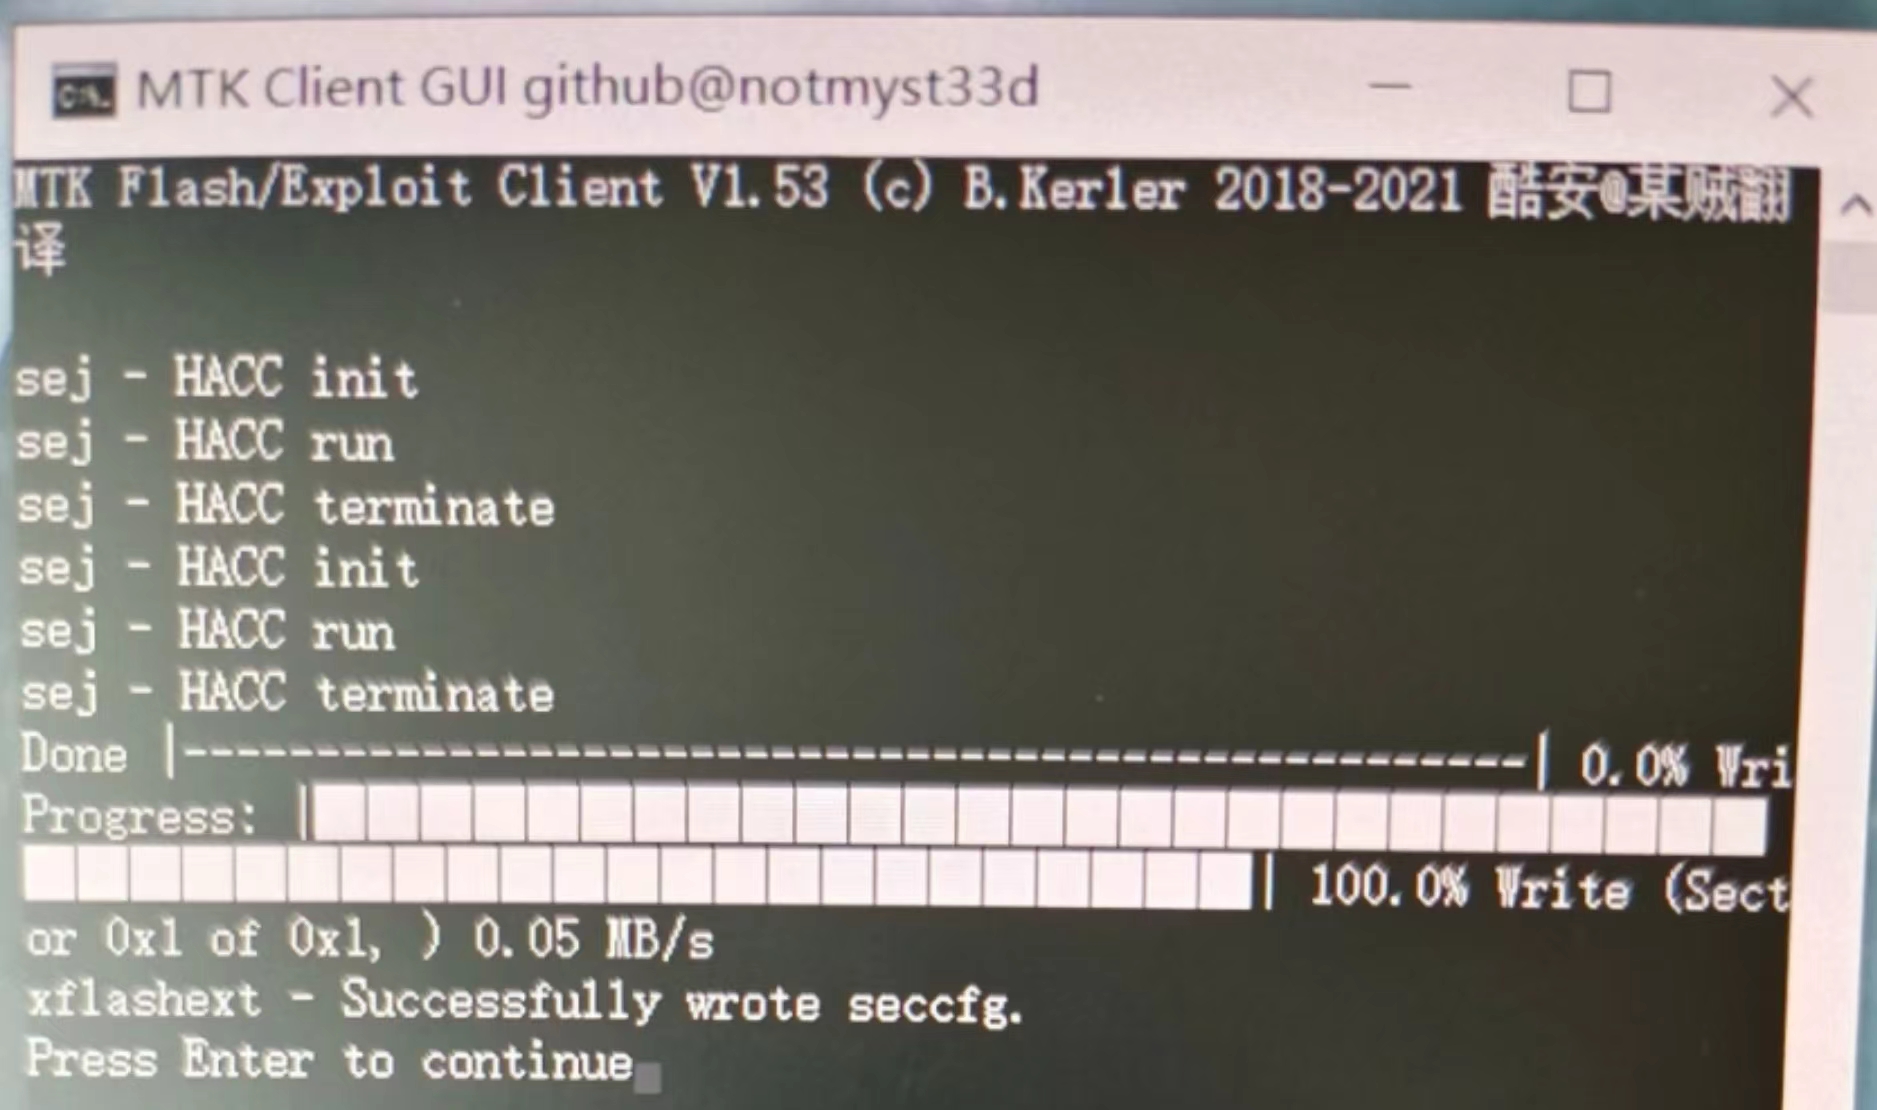 MTK Client GUI github@notmyst33d
MTK Flash/Exploit Client V1.53 (c) B.Kerler 2018-2021 酷安@某贼翻
译
sej - HACC init
sej - HACC run
sej - HACC terminate
sej - HACC init
sej - HACC run
sej - HACC terminate
Done |--------------------------------------------------| 0.0% Wri
Progress: |███████████████████████████
███████████████████████| 100.0% Write (Sect
or 0x1 of 0x1, ) 0.05 MB/s
xflashext - Successfully wrote seccfg.
Press Enter to continue